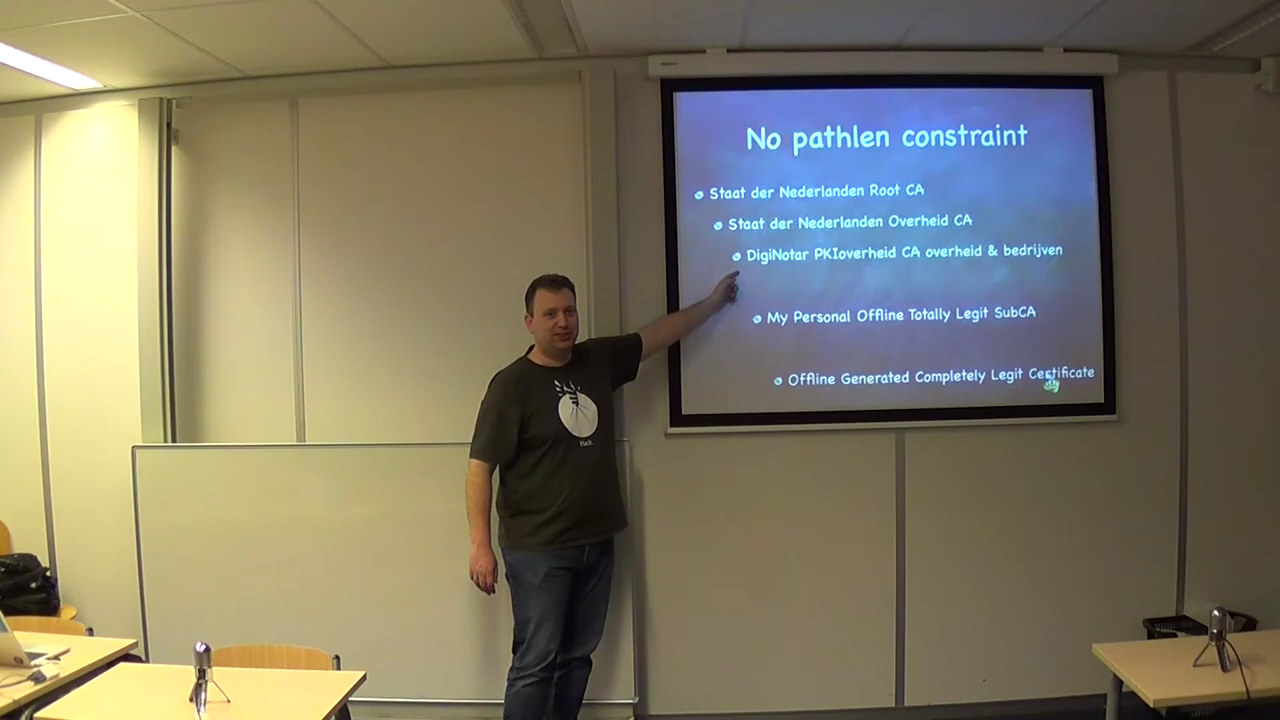 No pathlen constraint
Staat der Nederlanden Root CA
Staat der Nederlanden Overheid CA
DigiNotar PKIoverheid CA overheid & bedrijven
My Personal Offline Totally Legit SubCA
Offline Generated Completely Legit Certificate
Hack.